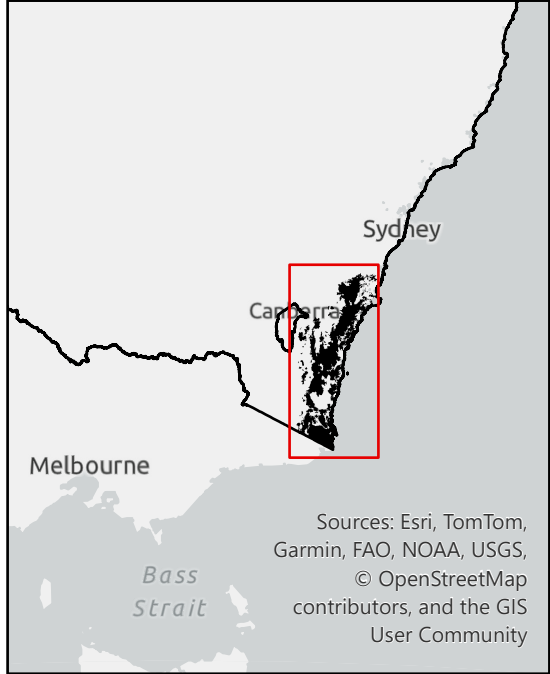 Sydney
Canberra
Melbourne
Bass
Strait
Sources: Esri, TomTom,
Garmin, FAO, NOAA, USGS,
© OpenStreetMap
contributors, and the GIS
User Community